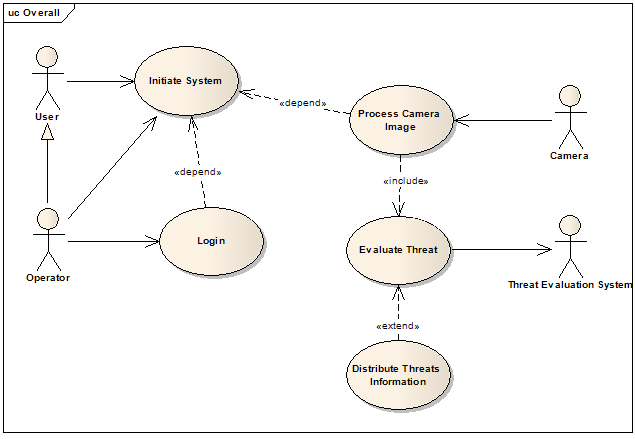 uc Overall
Initiate System
User
«depend»
Process Camera
Image
Camera
«depend»
«include»
Login
Operator
Evaluate Threat
Threat Evaluation System
«extend»
Distribute Threats
Information